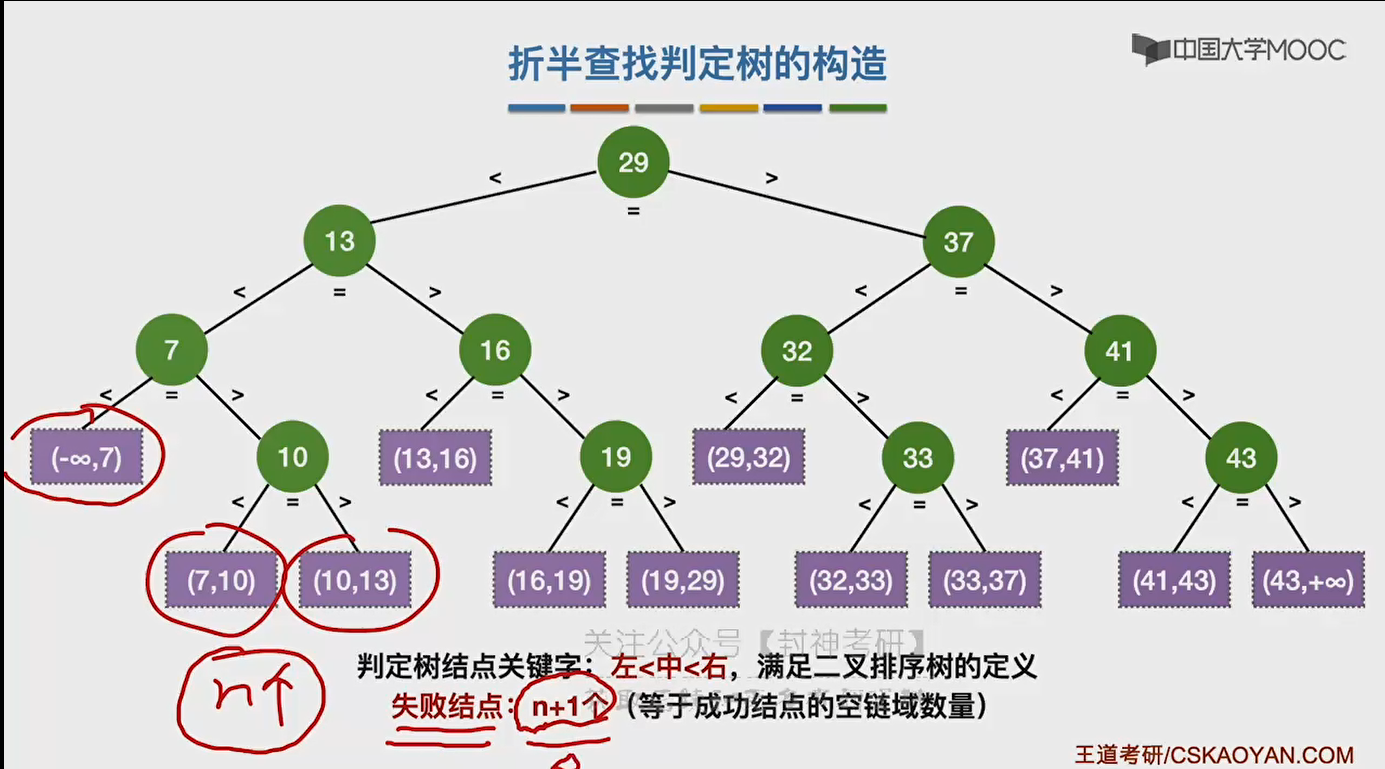 折半查找判定树的构造
中国大学MOOC
29
< >
=
13
37
< = >
< = >
7
16
32
41
< = >
< = >
< = >
< = >
(-∞,7)
10
(13,16)
19
(29,32)
33
(37,41)
43
< = >
< = >
< = >
< = >
(7,10)
(10,13)
(16,19)
(19,29)
(32,33)
(33,37)
(41,43)
(43,+∞)
关注公众号【封神考研】
n个
判定树结点关键字：左<中<右，满足二叉排序树的定义
失败结点：n+1个（等于成功结点的空链域数量）
王道考研/CSKAOYAN.COM